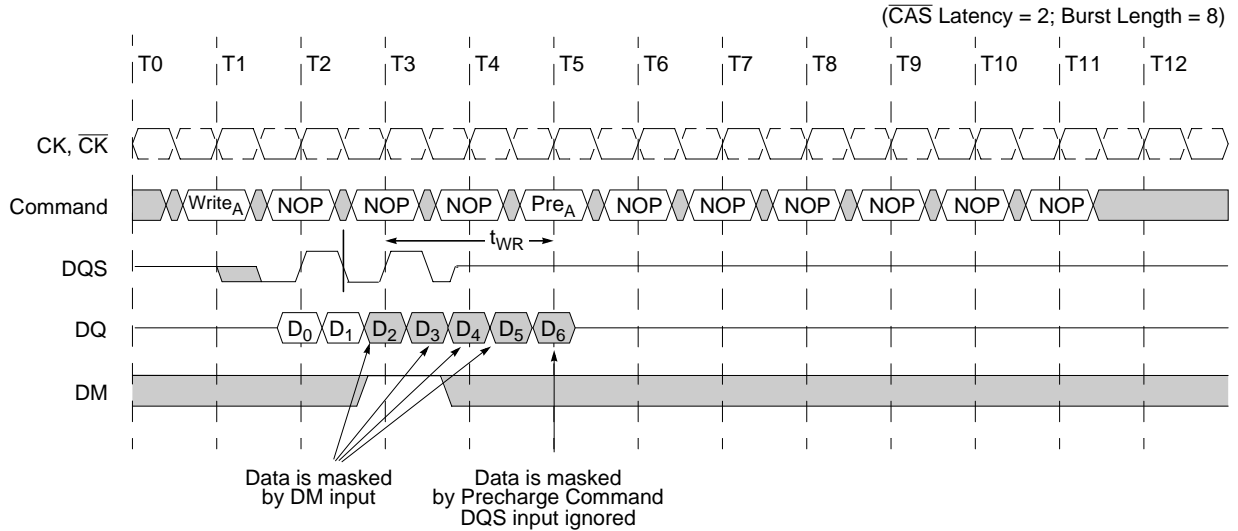 (CAS Latency = 2; Burst Length = 8)
T0 T1 T2 T3 T4 T5 T6 T7 T8 T9 T10 T11 T12
CK, CK
Command WriteA NOP NOP NOP PreA NOP NOP NOP NOP NOP NOP
tWR
DQS
DQ D0 D1 D2 D3 D4 D5 D6
DM
Data is masked
by DM input
Data is masked
by Precharge Command
DQS input ignored